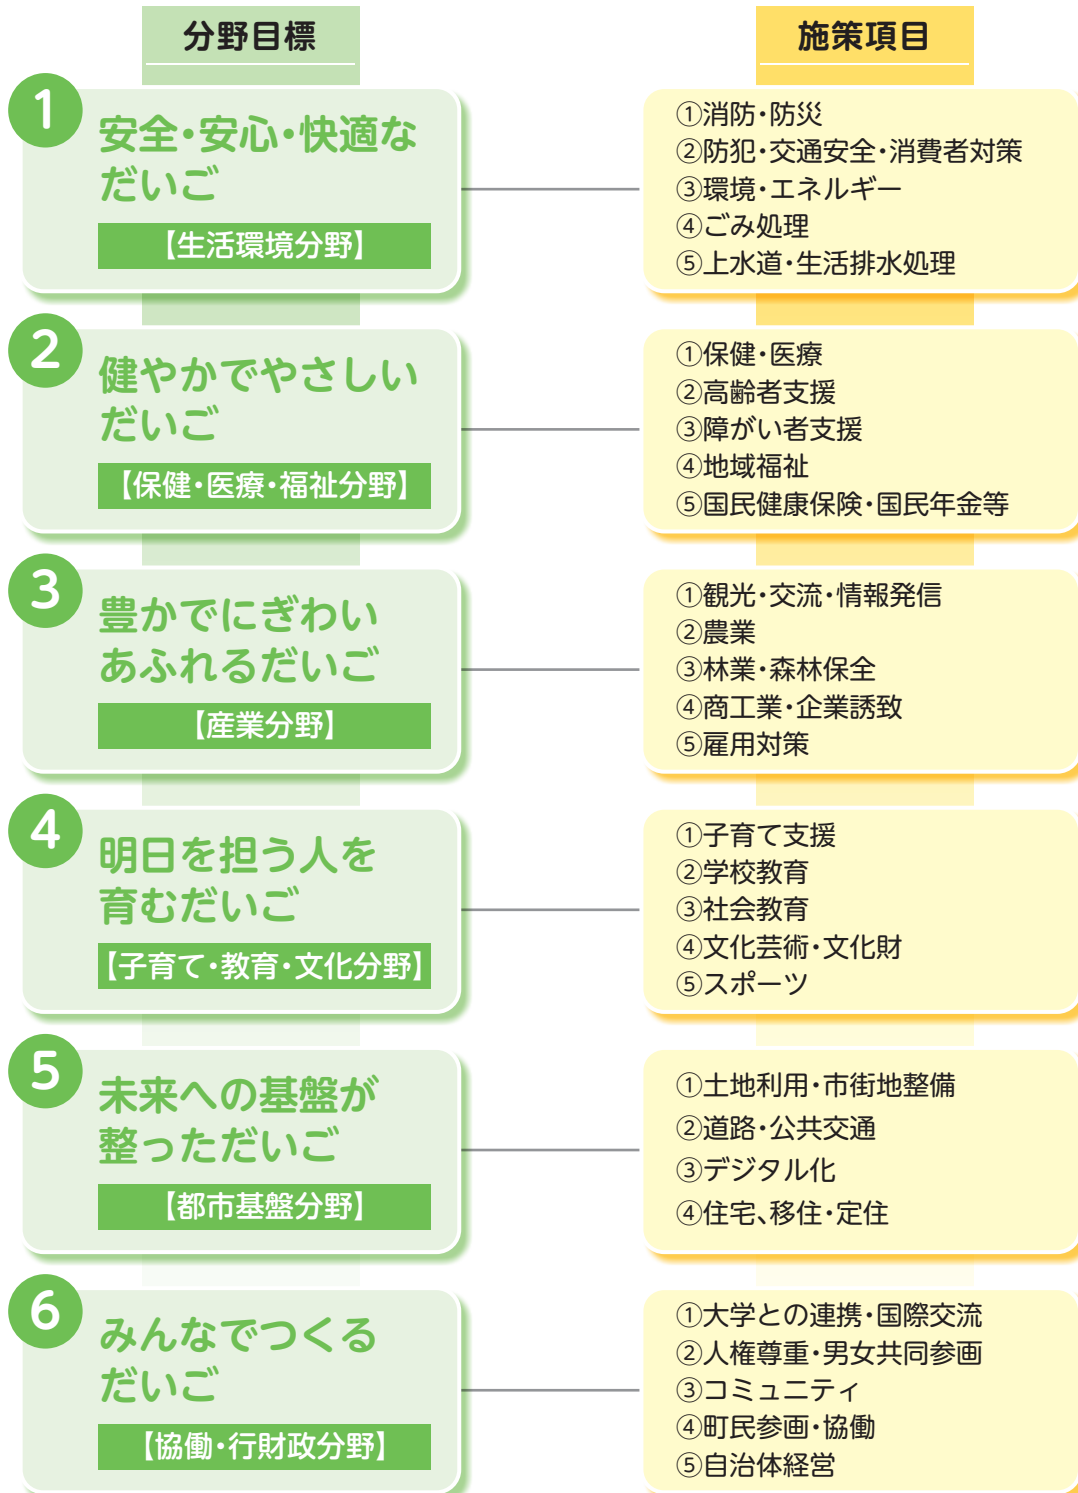 分野目標
施策項目
1
安全・安心・快適な
だいご
【生活環境分野】
①消防・防災
②防犯・交通安全・消費者対策
③環境・エネルギー
④ごみ処理
⑤上水道・生活排水処理
2
健やかでやさしい
だいご
【保健・医療・福祉分野】
①保健・医療
②高齢者支援
③障がい者支援
④地域福祉
⑤国民健康保険・国民年金等
3
豊かでにぎわい
あふれるだいご
【産業分野】
①観光・交流・情報発信
②農業
③林業・森林保全
④商工業・企業誘致
⑤雇用対策
4
明日を担う人を
育むだいご
【子育て・教育・文化分野】
①子育て支援
②学校教育
③社会教育
④文化芸術・文化財
⑤スポーツ
5
未来への基盤が
整っただいご
【都市基盤分野】
①土地利用・市街地整備
②道路・公共交通
③デジタル化
④住宅、移住・定住
6
みんなでつくる
だいご
【協働・行財政分野】
①大学との連携・国際交流
②人権尊重・男女共同参画
③コミュニティ
④町民参画・協働
⑤自治体経営